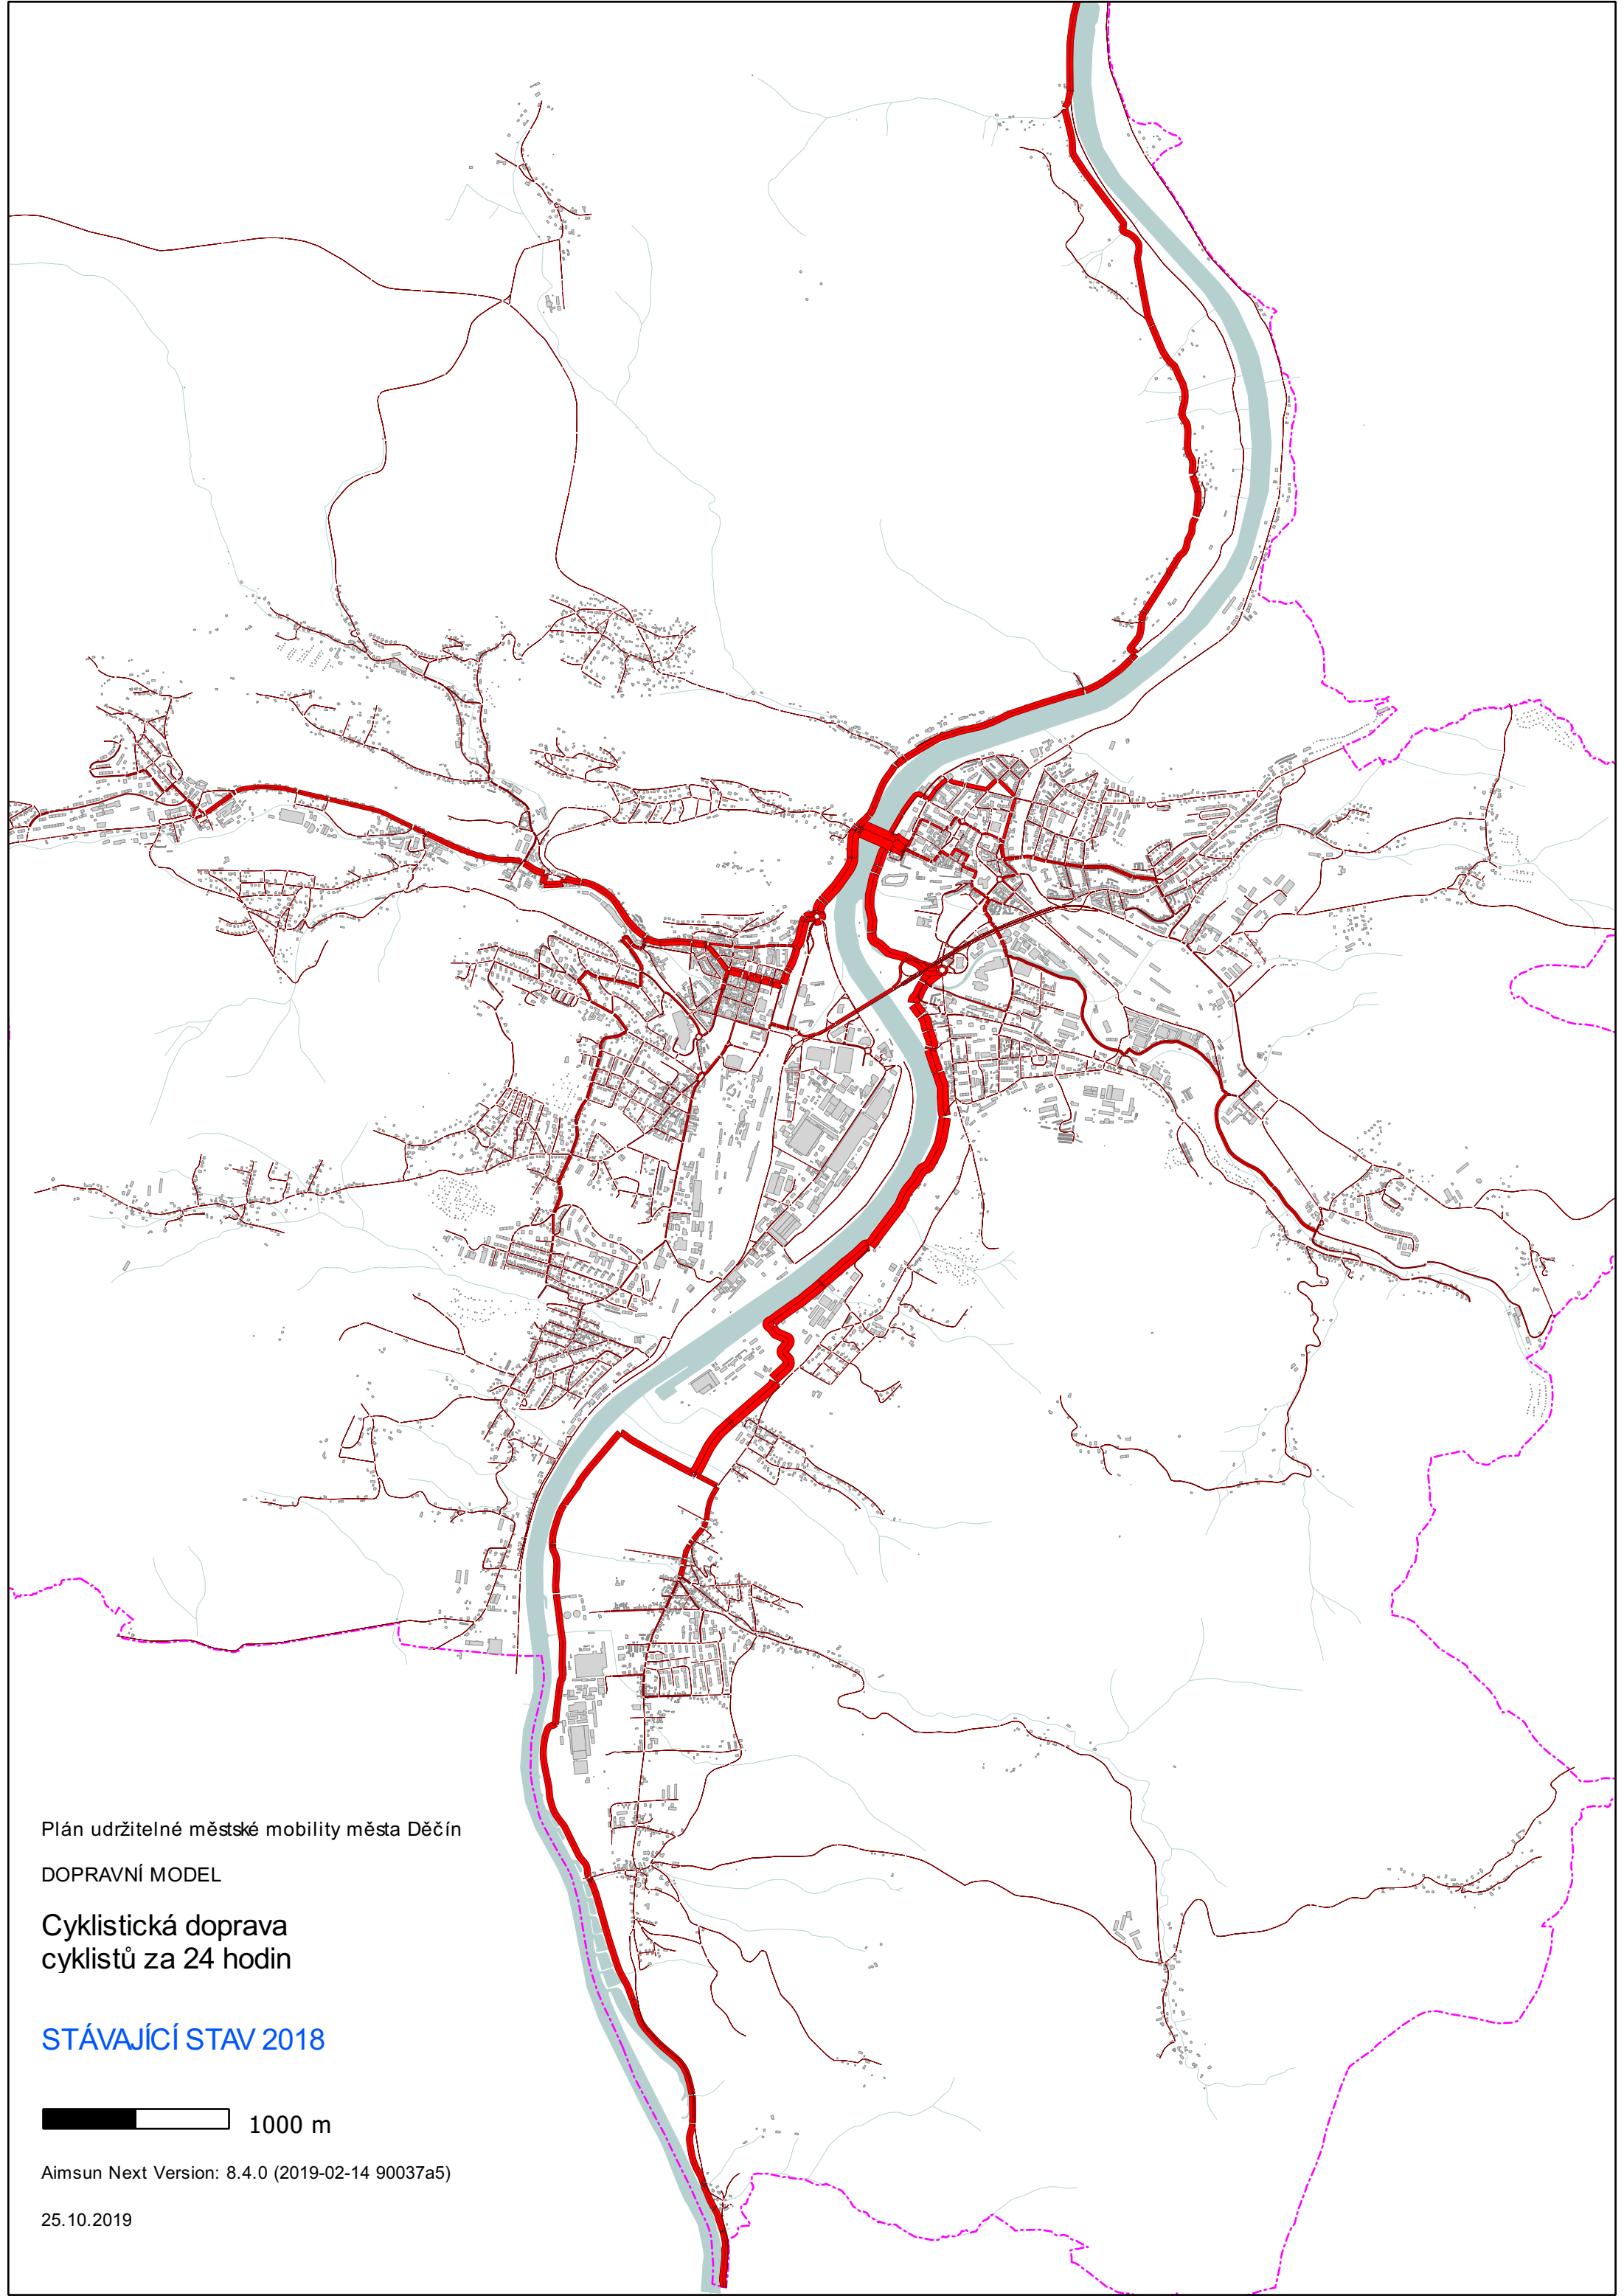 Plán udržitelné městské mobility města Děčín
DOPRAVNÍ MODEL
Cyklistická doprava
cyklistů za 24 hodin
STÁVAJÍCÍ STAV 2018
1000 m
Aimsun Next Version: 8.4.0 (2019-02-14 90037a5)
25.10.2019